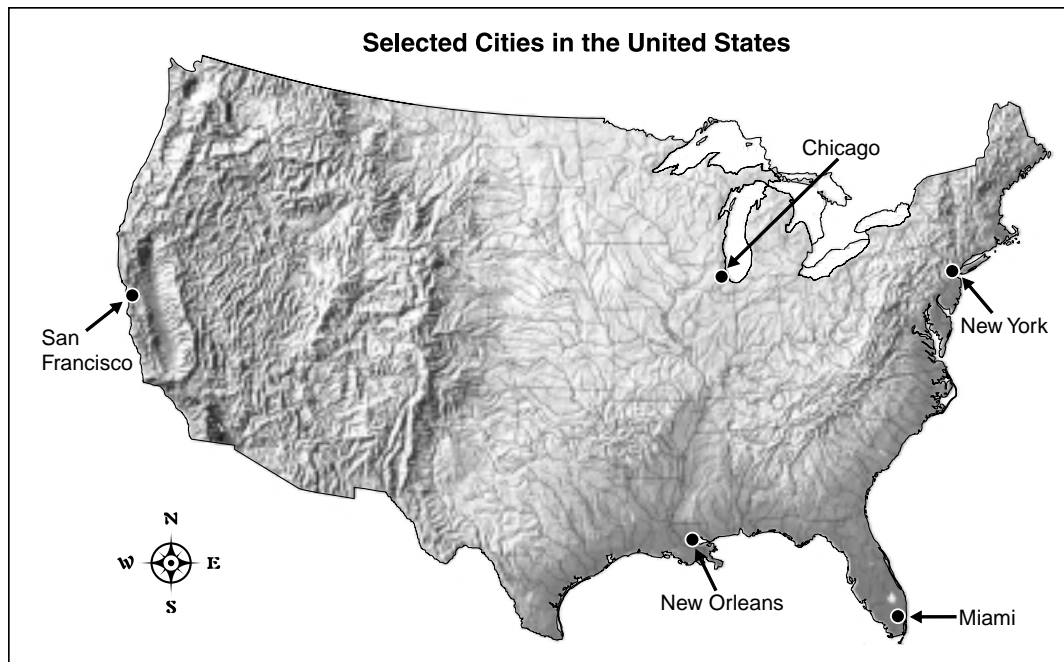 Selected Cities in the United States
Chicago
San
Francisco
New York
N
W E
S
New Orleans
Miami